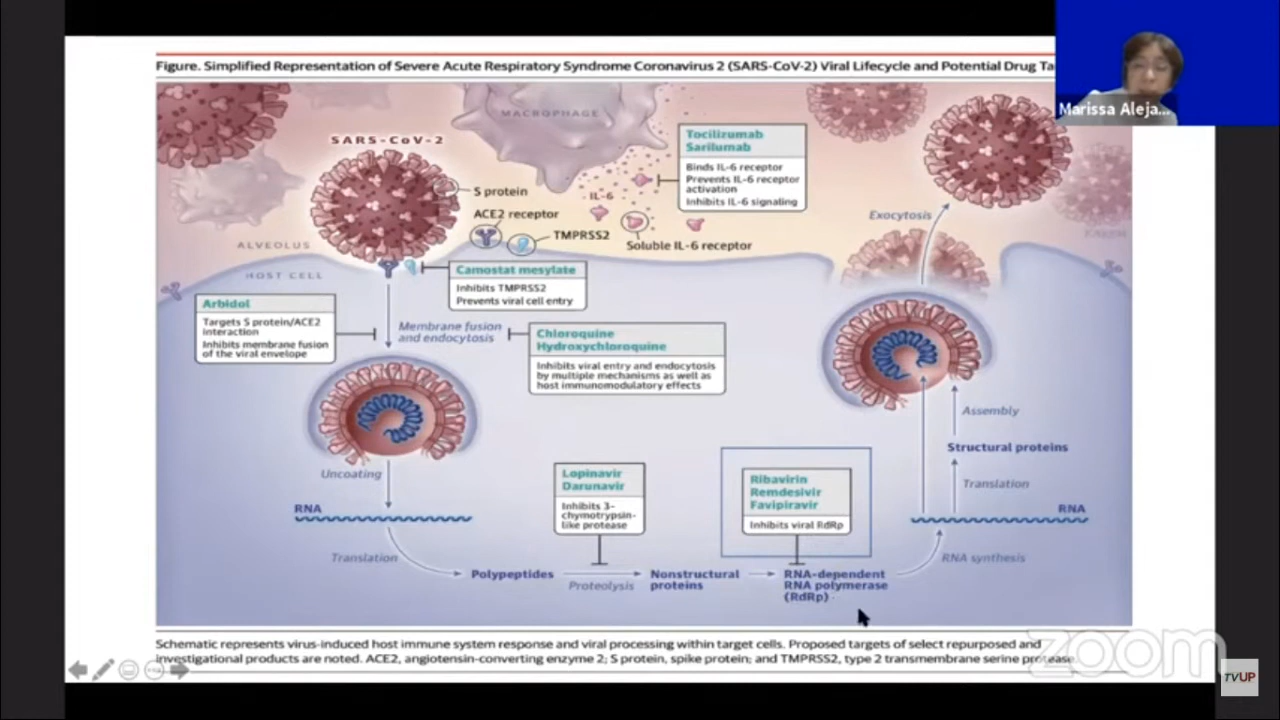 Figure. Simplified Representation of Severe Acute Respiratory Syndrome Coronavirus 2 (SARS-CoV-2) Viral Lifecycle and Potential Drug Ta
Marissa Aleja...
MACROPHAGE
SARS-CoV-2
Tocilizumab
Sarilumab
Binds IL-6 receptor
Prevents IL-6 receptor
activation
Inhibits IL-6 signaling
S protein
IL-6
ACE2 receptor
TMPRSS2
Soluble IL-6 receptor
Exocytosis
ALVEOLUS
HOST CELL
Camostat mesylate
Inhibits TMPRSS2
Prevents viral cell entry
Arbidol
Targets S protein/ACE2
interaction
Inhibits membrane fusion
of the viral envelope
Membrane fusion
and endocytosis
Chloroquine
Hydroxychloroquine
Inhibits viral entry and endocytosis
by multiple mechanisms as well as
host immunomodulatory effects
Assembly
Structural proteins
Translation
Uncoating
RNA
Lopinavir
Darunavir
Inhibits 3-
chymotrypsin-
like protease
Ribavirin
Remdesivir
Favipiravir
Inhibits viral RdRp
RNA
RNA synthesis
Translation
Polypeptides
Proteolysis
Nonstructural
proteins
RNA-dependent
RNA polymerase
(RdRp)
Schematic represents virus-induced host immune system response and viral processing within target cells. Proposed targets of select repurposed and
investigational products are noted. ACE2, angiotensin-converting enzyme 2; S protein, spike protein; and TMPRSS2, type 2 transmembrane serine protease.
zoom
TVUP